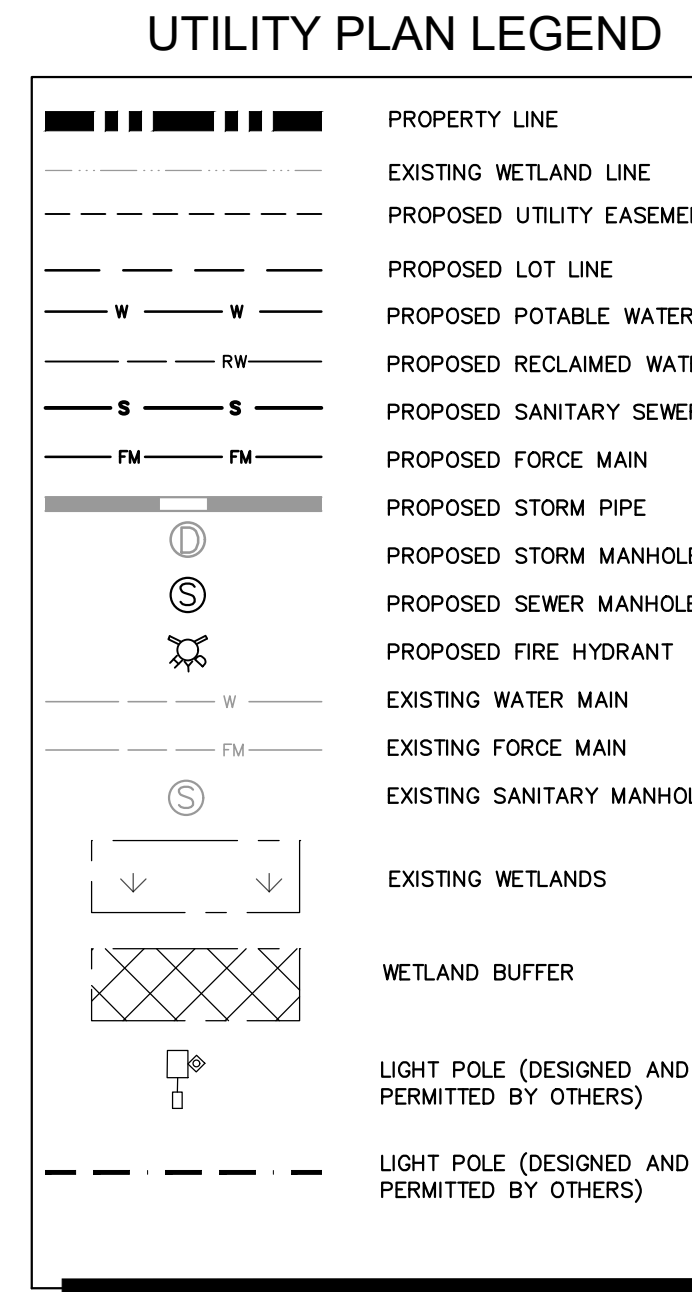 UTILITY PLAN LEGEND
PROPERTY LINE
EXISTING WETLAND LINE
PROPOSED UTILITY
PROPOSED LOT LINE
W W PROPOSED POTABLE WATER
RW PROPOSED RECLAIMED
S S PROPOSED SANITARY SEWER
FM FM PROPOSED FORCE MAIN
PROPOSED STORM PIPE
D PROPOSED STORM MANHOLE
S PROPOSED SEWER MANHOLE
PROPOSED FIRE HYDRANT
W EXISTING WATER MAIN
FM EXISTING FORCE MAIN
S EXISTING SANITARY
EXISTING WETLANDS
WETLAND BUFFER
LIGHT POLE (DESIGNED AND
PERMITTED BY OTHERS)
LIGHT POLE (DESIGNED AND
PERMITTED BY OTHERS)